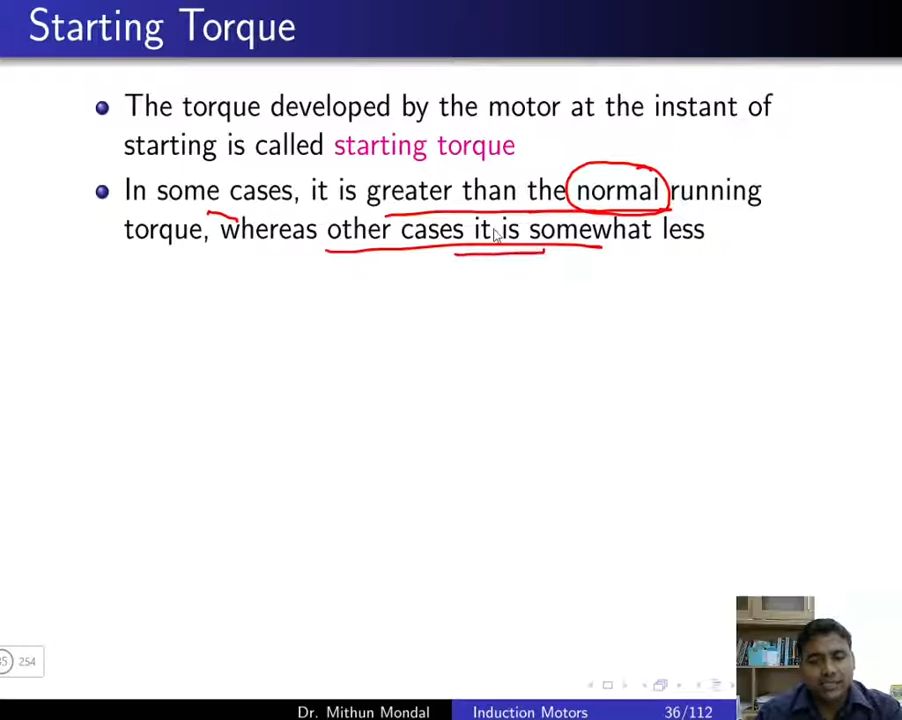 Starting Torque
The torque developed by the motor at the instant of
starting is called starting torque
In some cases, it is greater than the normal running
torque, whereas other cases it is somewhat less
254
Dr. Mithun Mondal
Induction Motors
36/112